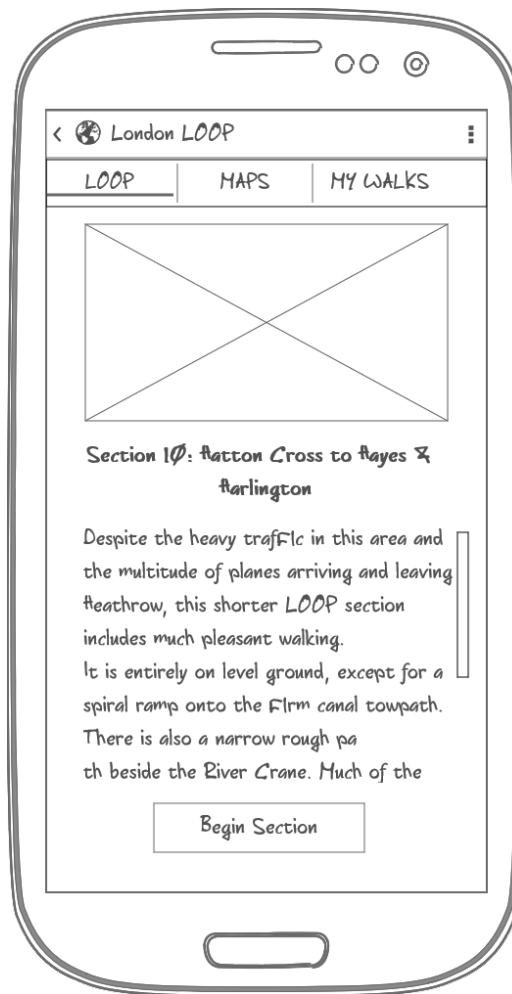 London LOOP
LOOP MAPS MY WALKS
Section 10: Hatton Cross to Hayes &
Harlington
Despite the heavy traffic in this area and
the multitude of planes arriving and leaving
Heathrow, this shorter LOOP section
includes much pleasant walking.
It is entirely on level ground, except for a
spiral ramp onto the firm canal towpath.
There is also a narrow rough pa
th beside the River Crane. Much of the
Begin Section